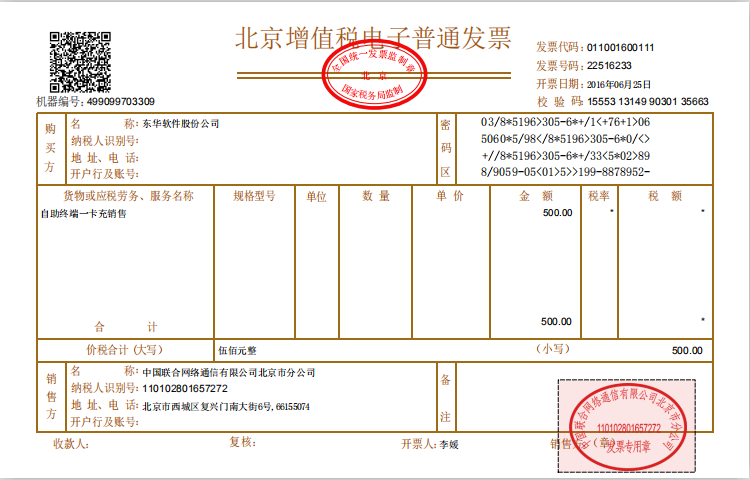 北京增值税电子普通发票
全国统一发票监制章
北京
国家税务局监制
发票代码: 011001600111
发票号码: 22516233
开票日期: 2016年06月25日
机器编号: 499099703309
校 验 码: 15553 13149 90301 35663
购买方
名 称: 东华软件股份公司
纳税人识别号:
地 址、电 话:
开户行及账号:
密码区
03/8*5196>305-6*+/1<+76+1>06
5060*5/98</8*5196>305-6*0/<>
+//8*5196>305-6*+/33<5*02>89
8/9059-05<01>5>>199-8878952-
货物或应税劳务、服务名称 规格型号 单位 数 量 单 价 金 额 税率 税 额
自助终端一卡充销售 500.00 * *
合 计 500.00 *
价税合计 (大写) 伍佰元整 (小写) 500.00
销售方
名 称: 中国联合网络通信有限公司北京市分公司
纳税人识别号: 110102801657272
地 址、电 话: 北京市西城区复兴门南大街6号, 66155074
开户行及账号:
备注
收款人: 复核: 开票人: 李媛 销售方: (章)
中国联合网络通信有限公司北京市分公司
110102801657272
发票专用章